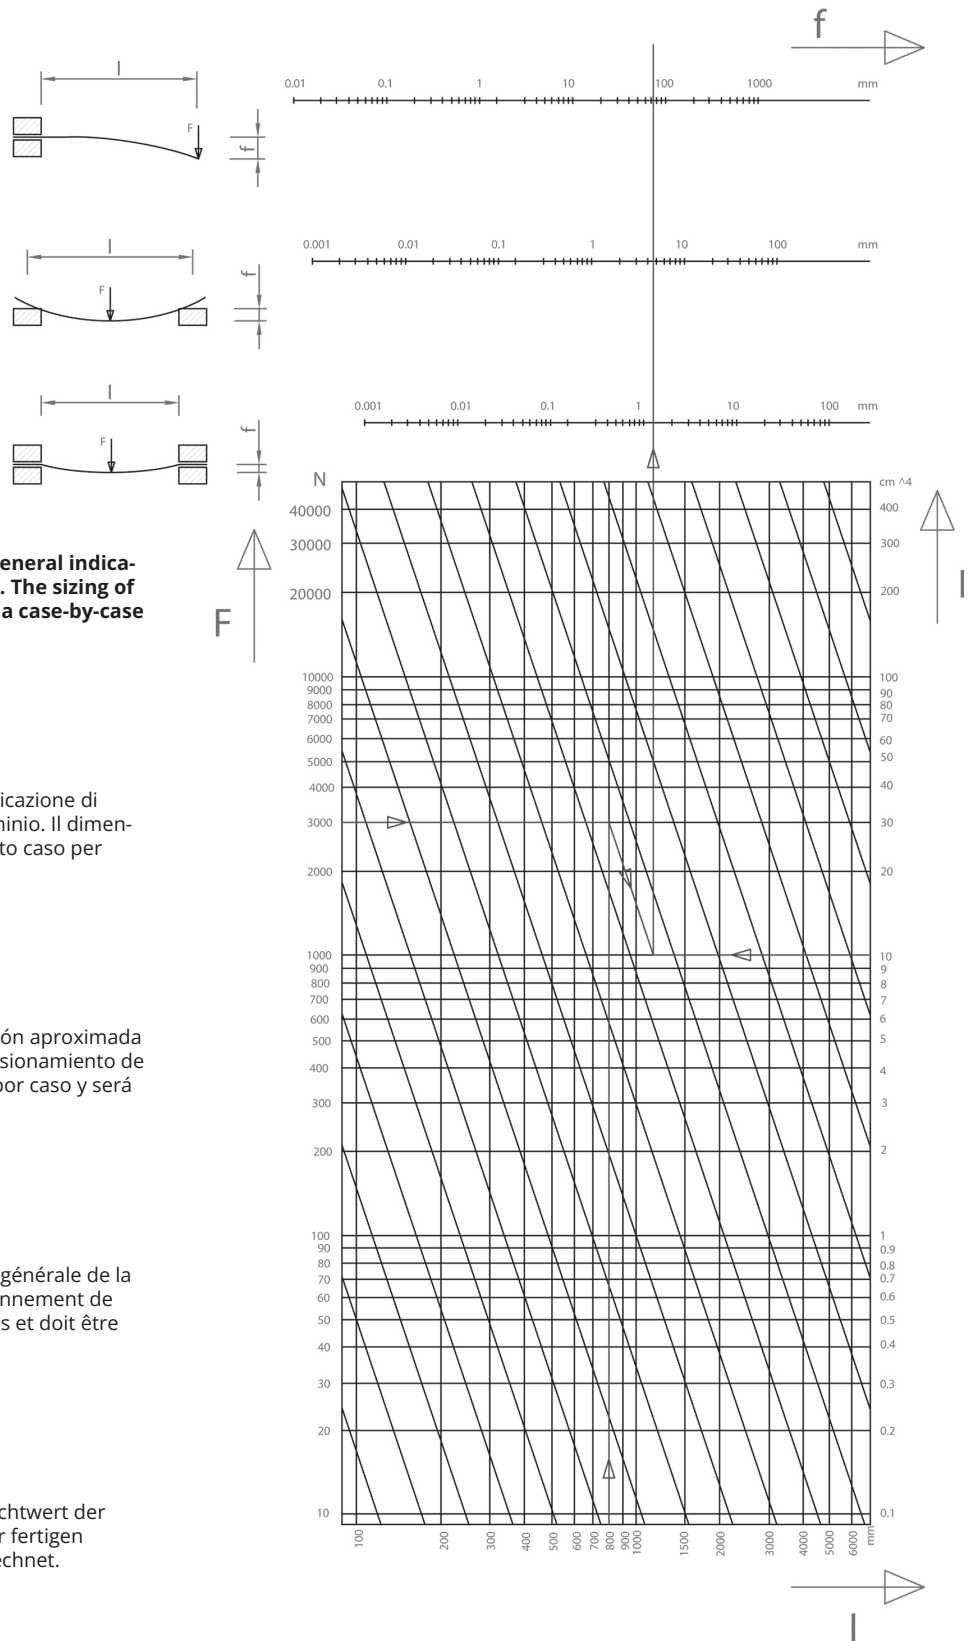 f
0.01 0.1 1 10 100 1000 mm
l
F
f
0.001 0.01 0.1 1 10 100 mm
l
F
f
0.001 0.01 0.1 1 10 100 mm
l
F
f
N
cm ^4
40000
30000
20000
10000
9000
8000
7000
6000
5000
4000
3000
2000
1000
900
800
700
600
500
400
300
200
100
90
80
70
60
50
40
30
20
10
400
300
200
100
90
80
70
60
50
40
30
20
10
9
8
7
6
5
4
3
2
1
0.9
0.8
0.7
0.6
0.5
0.4
0.3
0.2
0.1
F
100 200 300 400 500 600 700 800 900 1000 1500 2000 3000 4000 5000 6000 mm
l
eneral indica-
. The sizing of
a case-by-case
icazione di
ninio. Il dimen-
to caso per
ón aproximada
sionamiento de
por caso y será
générale de la
nnement de
s et doit être
chtwert der
r fertigen
echnet.